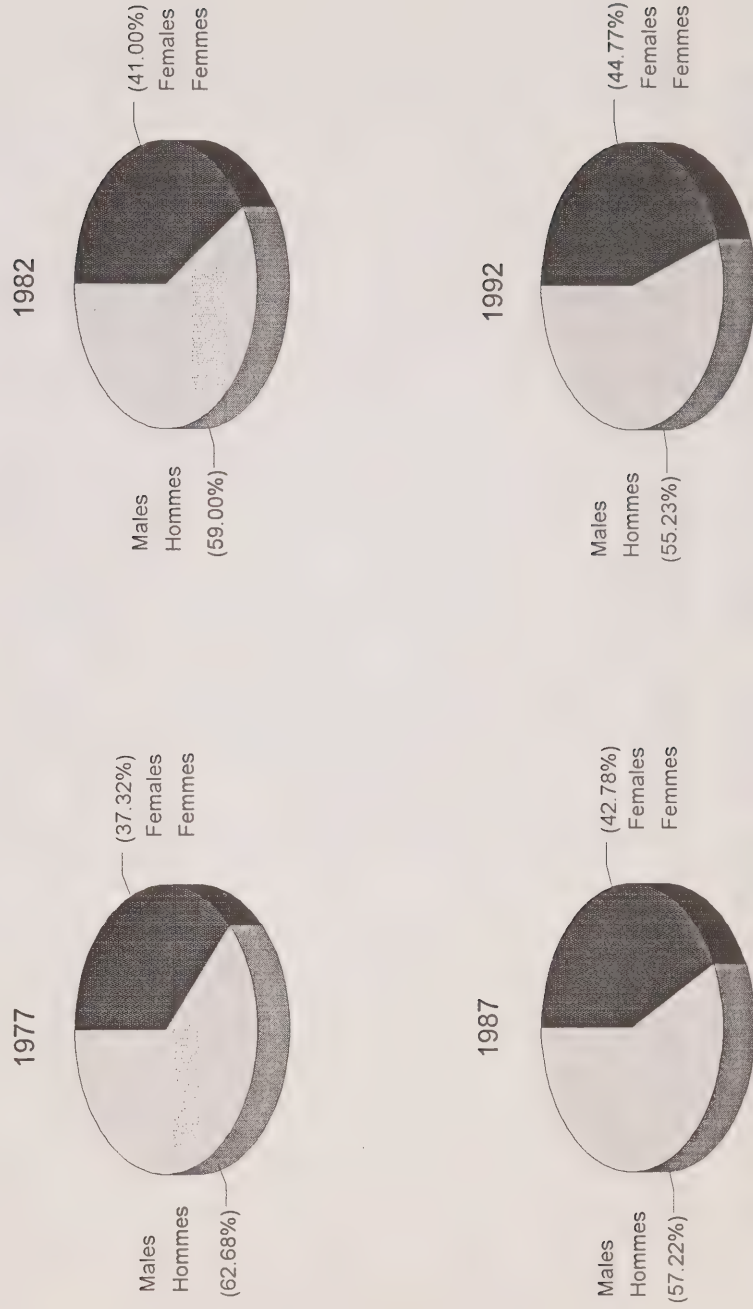 1977
(37.32%)
Females
Femmes
Males
Hommes
(62.68%)
1982
(41.00%)
Females
Femmes
Males
Hommes
(59.00%)
1987
(42.78%)
Females
Femmes
Males
Hommes
(57.22%)
1992
(44.77%)
Females
Femmes
Males
Hommes
(55.23%)